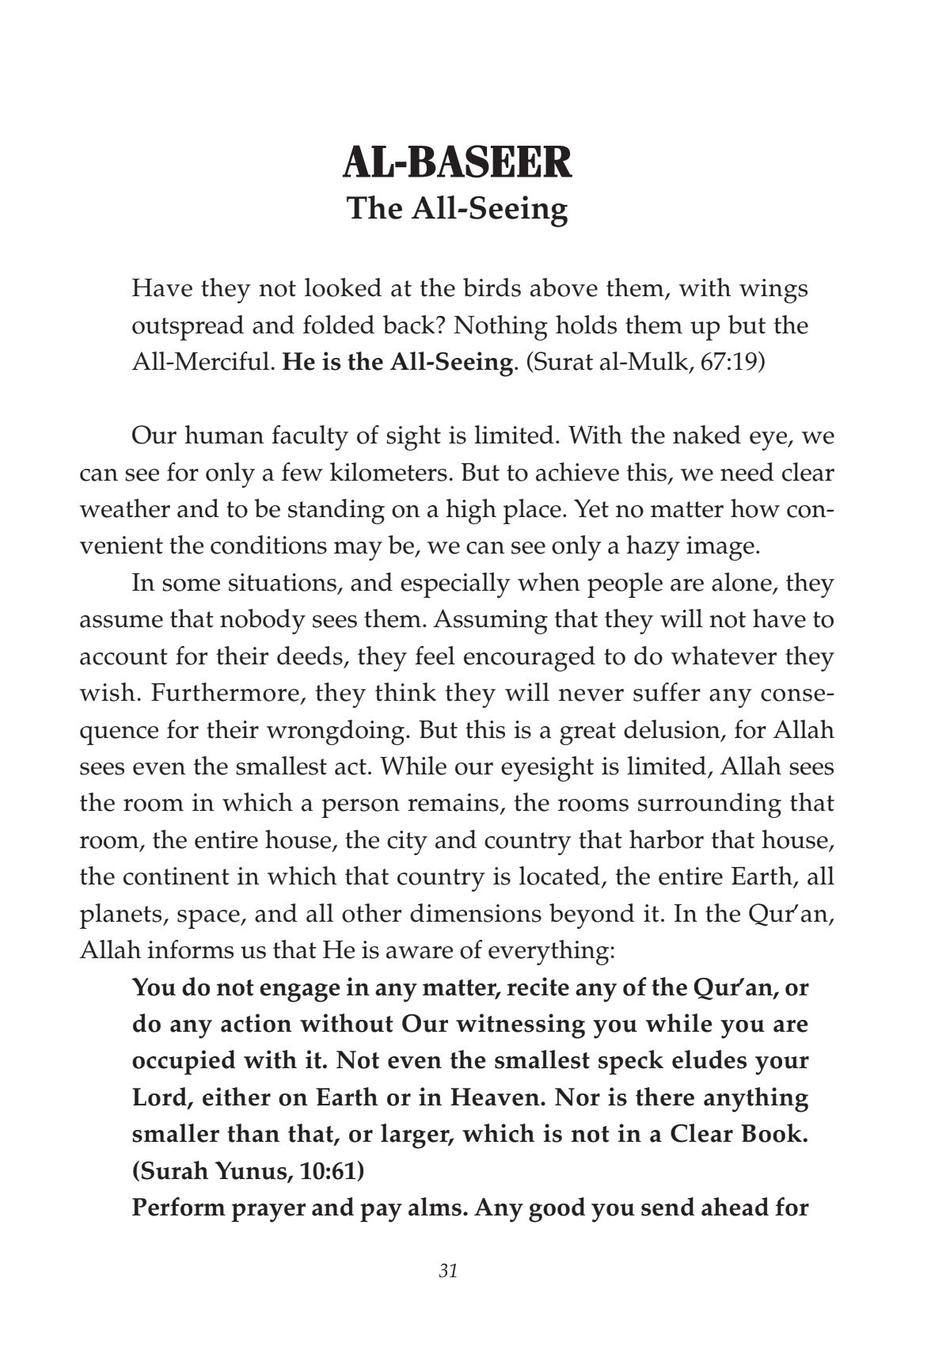 AL-BASEER
The All-Seeing
Have they not looked at the birds above them, with wings
outspread and folded back? Nothing holds them up but the
All-Merciful. He is the All-Seeing. (Surat al-Mulk, 67:19)
Our human faculty of sight is limited. With the naked eye, we
can see for only a few kilometers. But to achieve this, we need clear
weather and to be standing on a high place. Yet no matter how con-
venient the conditions may be, we can see only a hazy image.
In some situations, and especially when people are alone, they
assume that nobody sees them. Assuming that they will not have to
account for their deeds, they feel encouraged to do whatever they
wish. Furthermore, they think they will never suffer any conse-
quence for their wrongdoing. But this is a great delusion, for Allah
sees even the smallest act. While our eyesight is limited, Allah sees
the room in which a person remains, the rooms surrounding that
room, the entire house, the city and country that harbor that house,
the continent in which that country is located, the entire Earth, all
planets, space, and all other dimensions beyond it. In the Qur’an,
Allah informs us that He is aware of everything:
You do not engage in any matter, recite any of the Qur’an, or
do any action without Our witnessing you while you are
occupied with it. Not even the smallest speck eludes your
Lord, either on Earth or in Heaven. Nor is there anything
smaller than that, or larger, which is not in a Clear Book.
(Surah Yunus, 10:61)
Perform prayer and pay alms. Any good you send ahead for
31